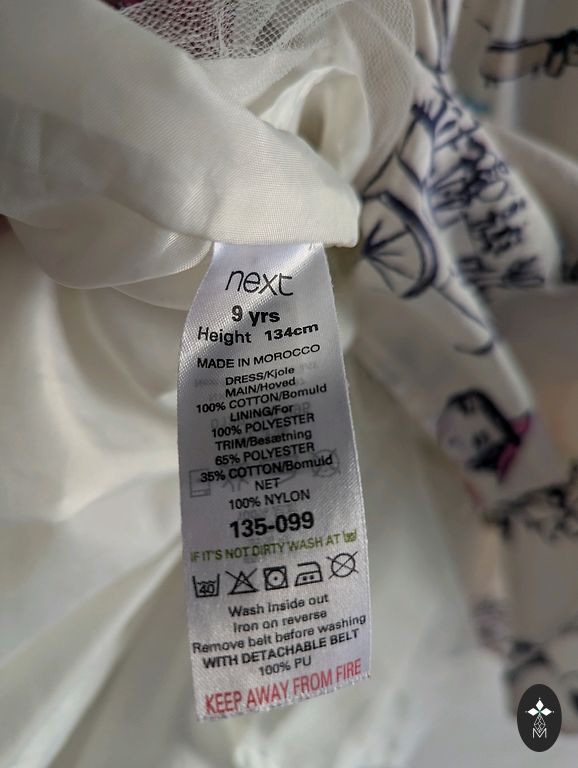 next
9 yrs
Height 134cm
MADE IN MOROCCO
DRESS/Kjole
MAIN/Hoved
100% COTTON/Bomuld
LINING/For
100% POLYESTER
TRIM/Besætning
65% POLYESTER
35% COTTON/Bomuld
NET
100% NYLON
135-099
IF IT'S NOT DIRTY WASH AT 30
40
Wash inside out
Iron on reverse
Remove belt before washing
WITH DETACHABLE BELT
100% PU
KEEP AWAY FROM FIRE
M